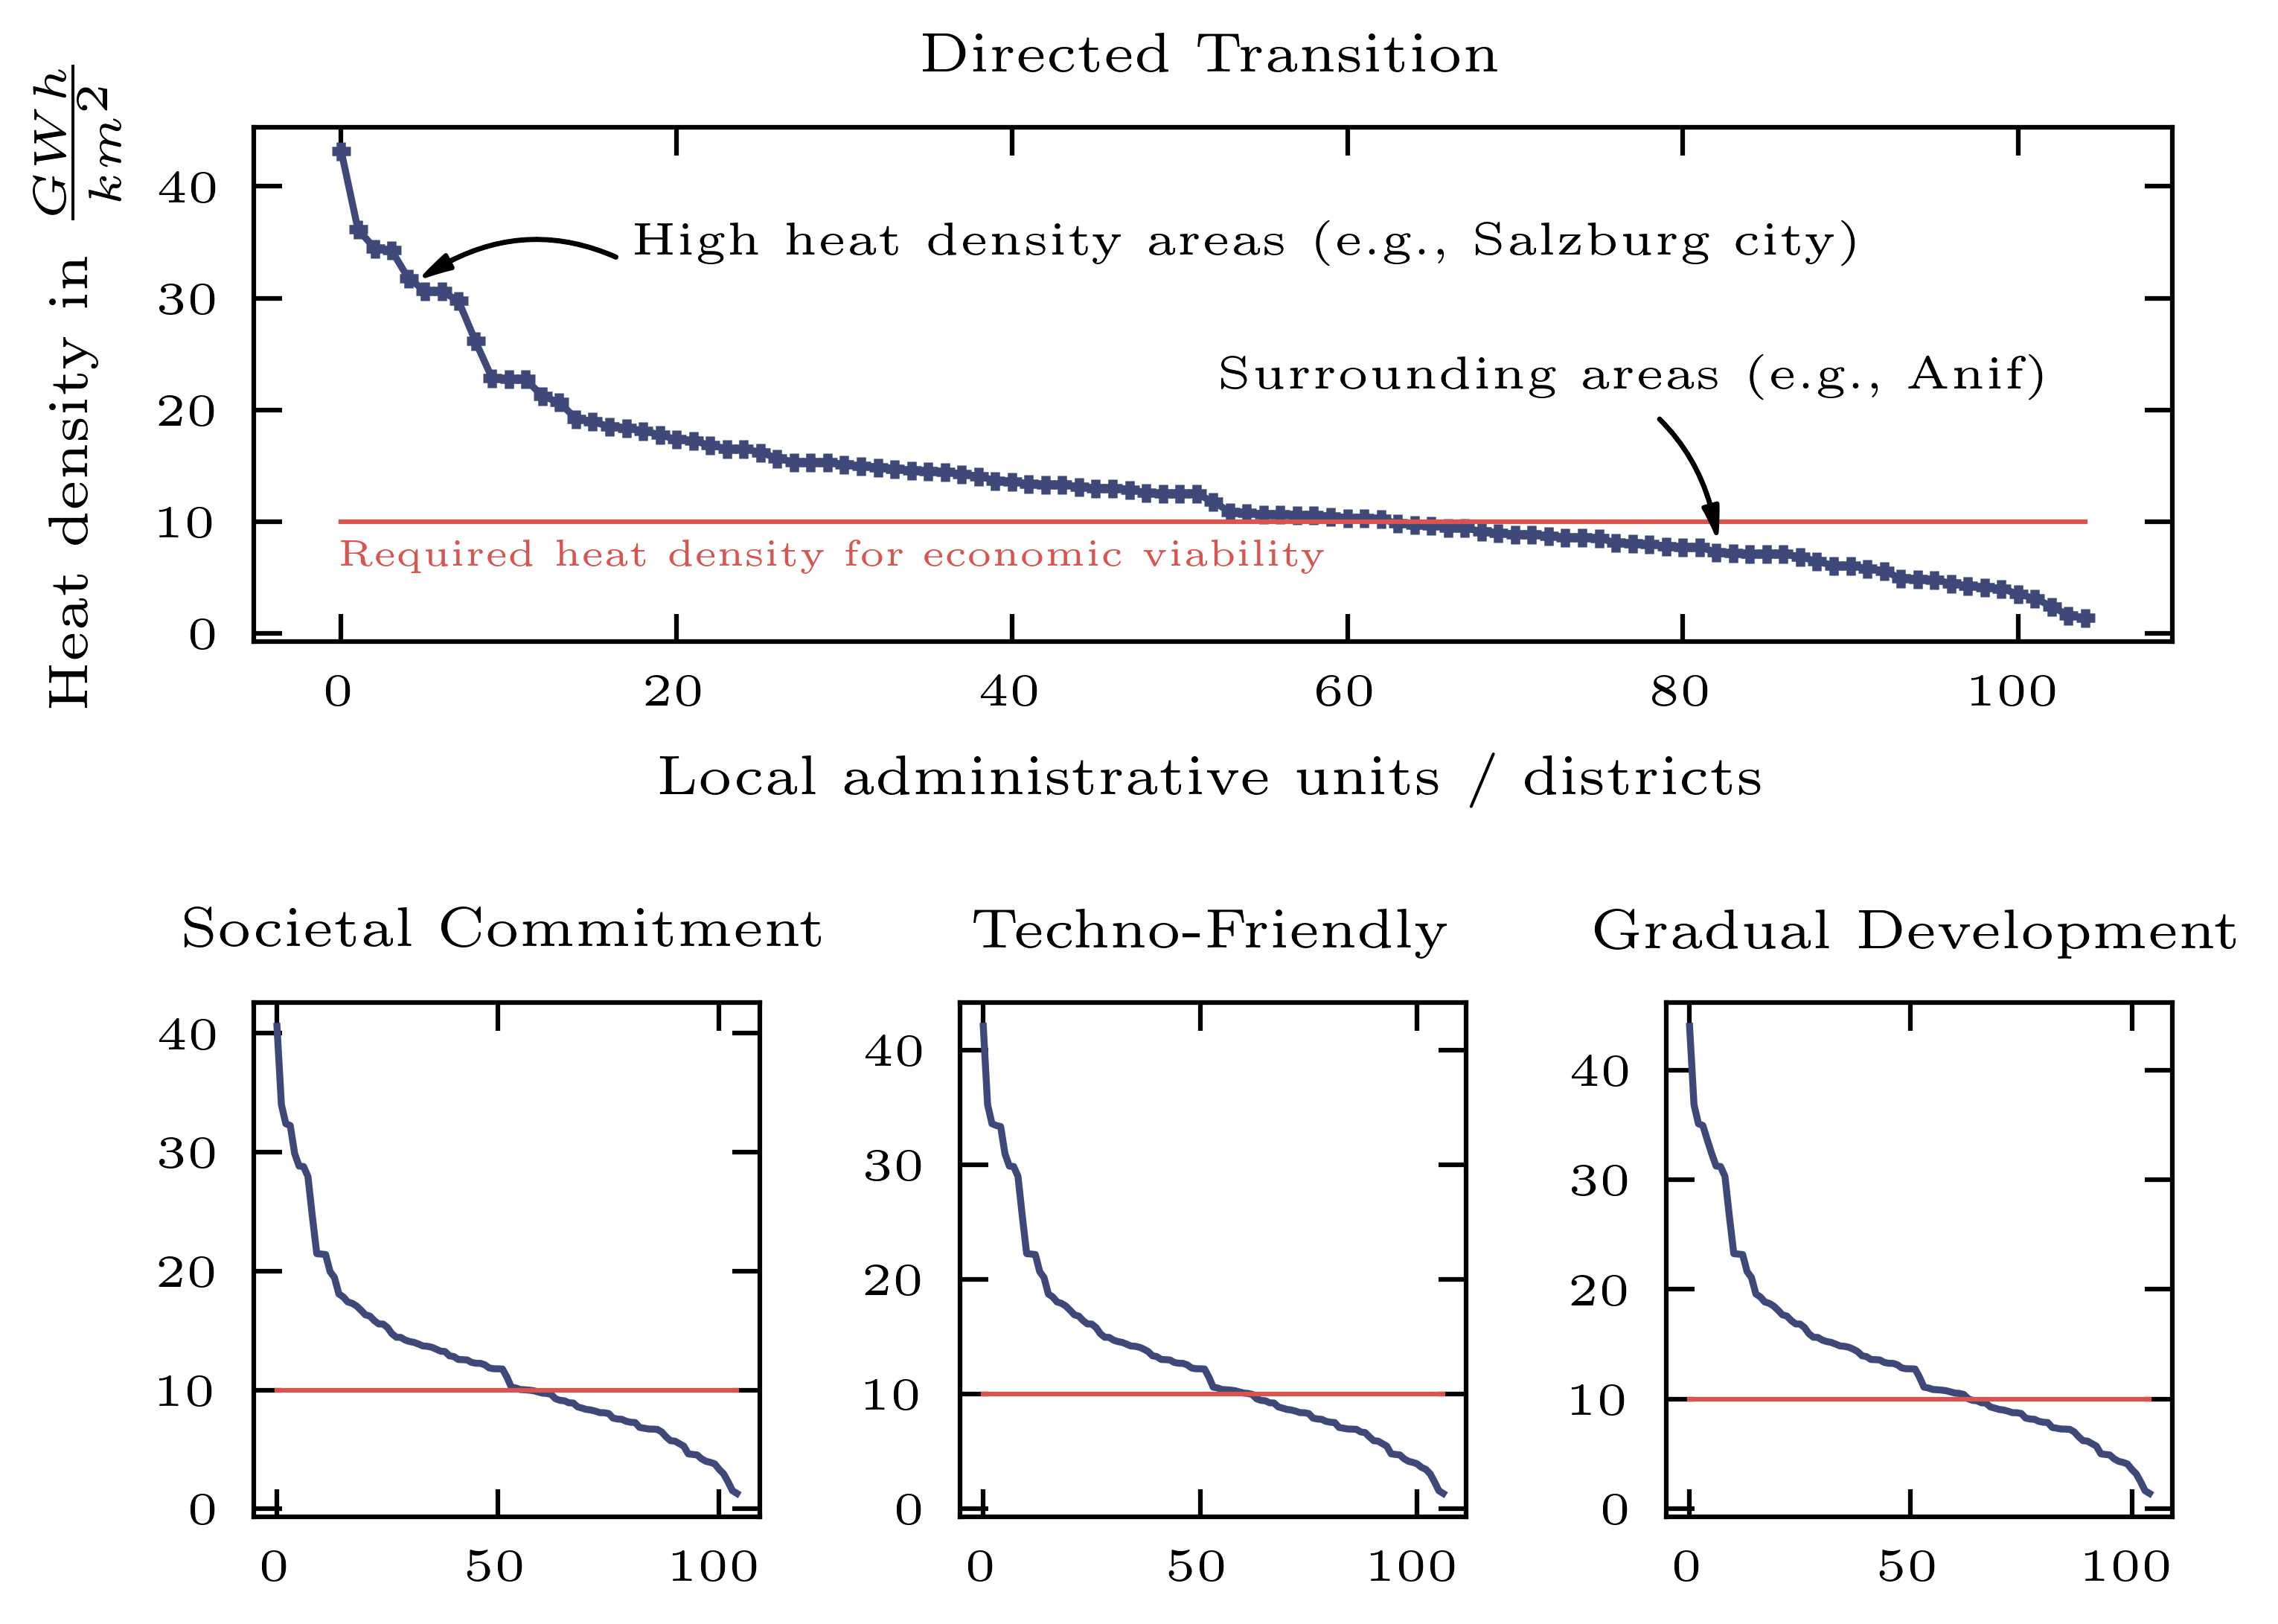 Directed Transition
Heat density in \frac{GWh}{km^2}
40
30
20
10
0
High heat density areas (e.g., Salzburg city)
Surrounding areas (e.g., Anif)
Required heat density for economic viability
0 20 40 60 80 100
Local administrative units / districts
Societal Commitment
40
30
20
10
0
0 50 100
Techno-Friendly
40
30
20
10
0
0 50 100
Gradual Development
40
30
20
10
0
0 50 100